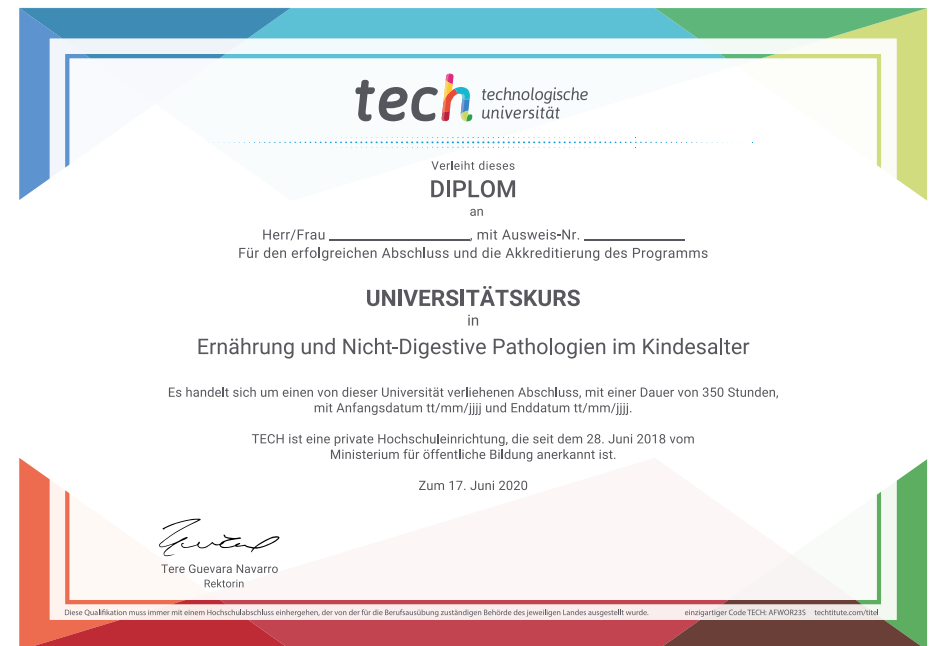 tech technologische
universität
Verleiht dieses
DIPLOM
an
Herr/Frau ____________________, mit Ausweis-Nr. ______________
Für den erfolgreichen Abschluss und die Akkreditierung des Programms
UNIVERSITÄTSKURS
in
Ernährung und Nicht-Digestive Pathologien im Kindesalter
Es handelt sich um einen von dieser Universität verliehenen Abschluss, mit einer Dauer von 350 Stunden,
mit Anfangsdatum tt/mm/jjjj und Enddatum tt/mm/jjjj.
TECH ist eine private Hochschuleinrichtung, die seit dem 28. Juni 2018 vom
Ministerium für öffentliche Bildung anerkannt ist.
Zum 17. Juni 2020
Tere Guevara Navarro
Rektorin
Diese Qualifikation muss immer mit einem Hochschulabschluss einhergehen, der von der für die Berufsausübung zuständigen Behörde des jeweiligen Landes ausgestellt wurde. einzigartiger Code TECH: AFWOR23S techtitute.com/titel